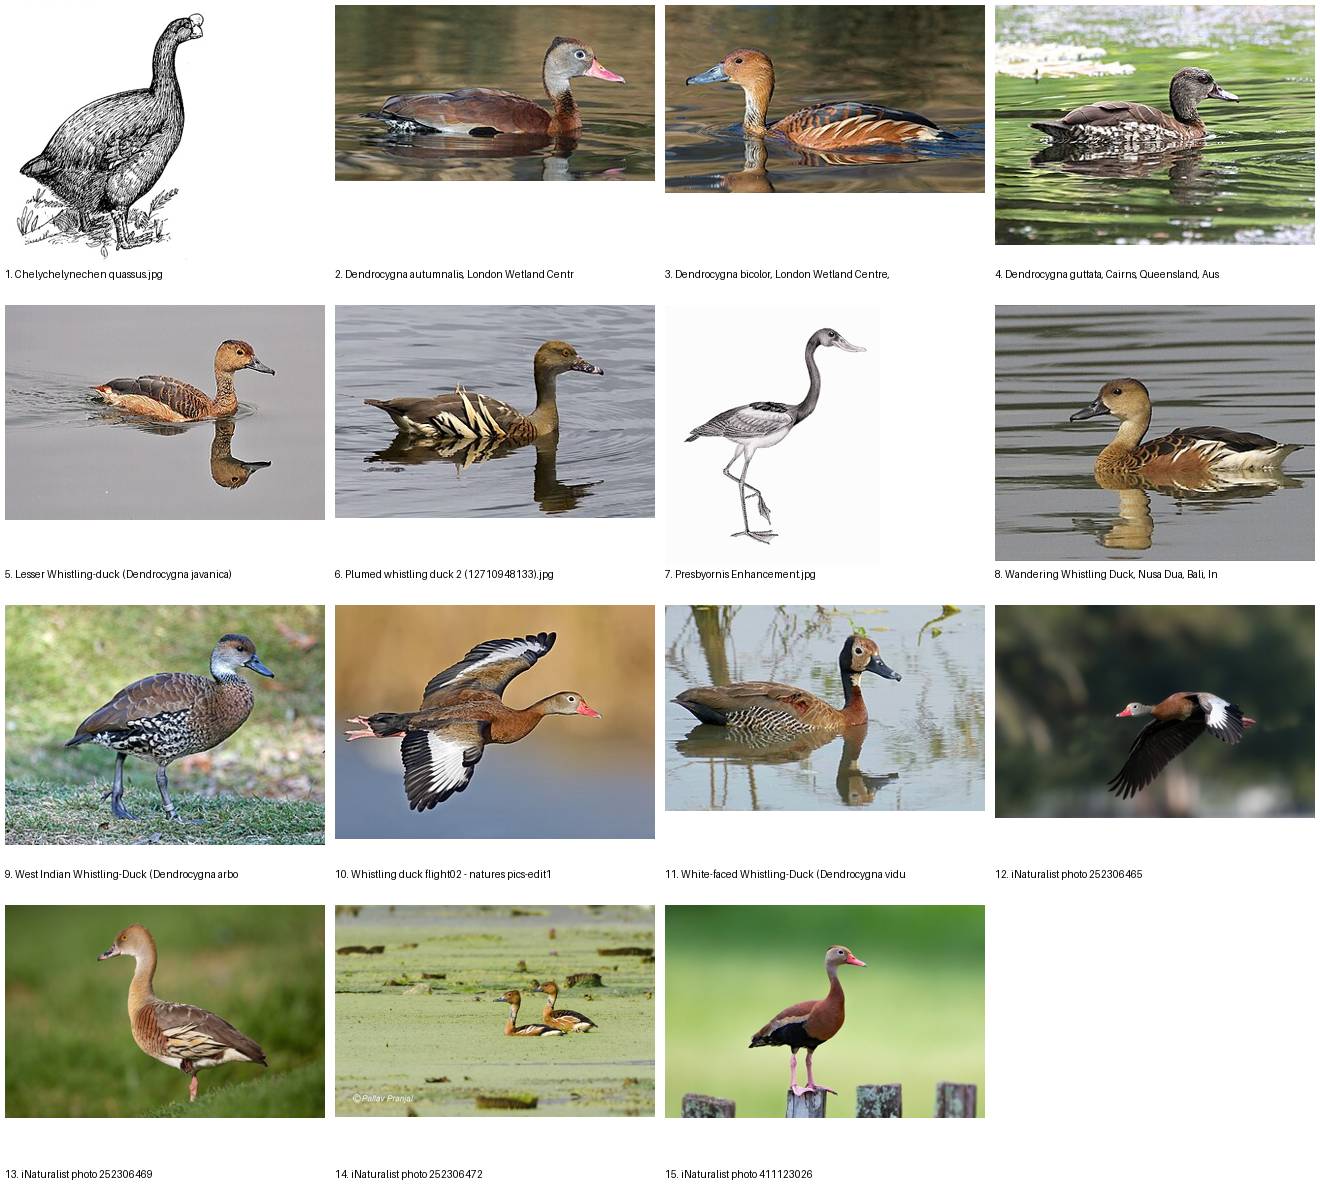 1. Chelychelynechen quassus.jpg
2. Dendrocygna autumnalis, London Wetland Centr
3. Dendrocygna bicolor, London Wetland Centre,
4. Dendrocygna guttata, Cairns, Queensland, Aus
5. Lesser Whistling-duck (Dendrocygna javanica)
6. Plumed whistling duck 2 (12710948133).jpg
7. Presbyornis Enhancement.jpg
8. Wandering Whistling Duck, Nusa Dua, Bali, In
9. West Indian Whistling-Duck (Dendrocygna arbo
10. Whistling duck flight02 - natures pics-edit1
11. White-faced Whistling-Duck (Dendrocygna vidu
12. iNaturalist photo 252306465
©Pallav Pranjal
13. iNaturalist photo 252306469
14. iNaturalist photo 252306472
15. iNaturalist photo 411123026